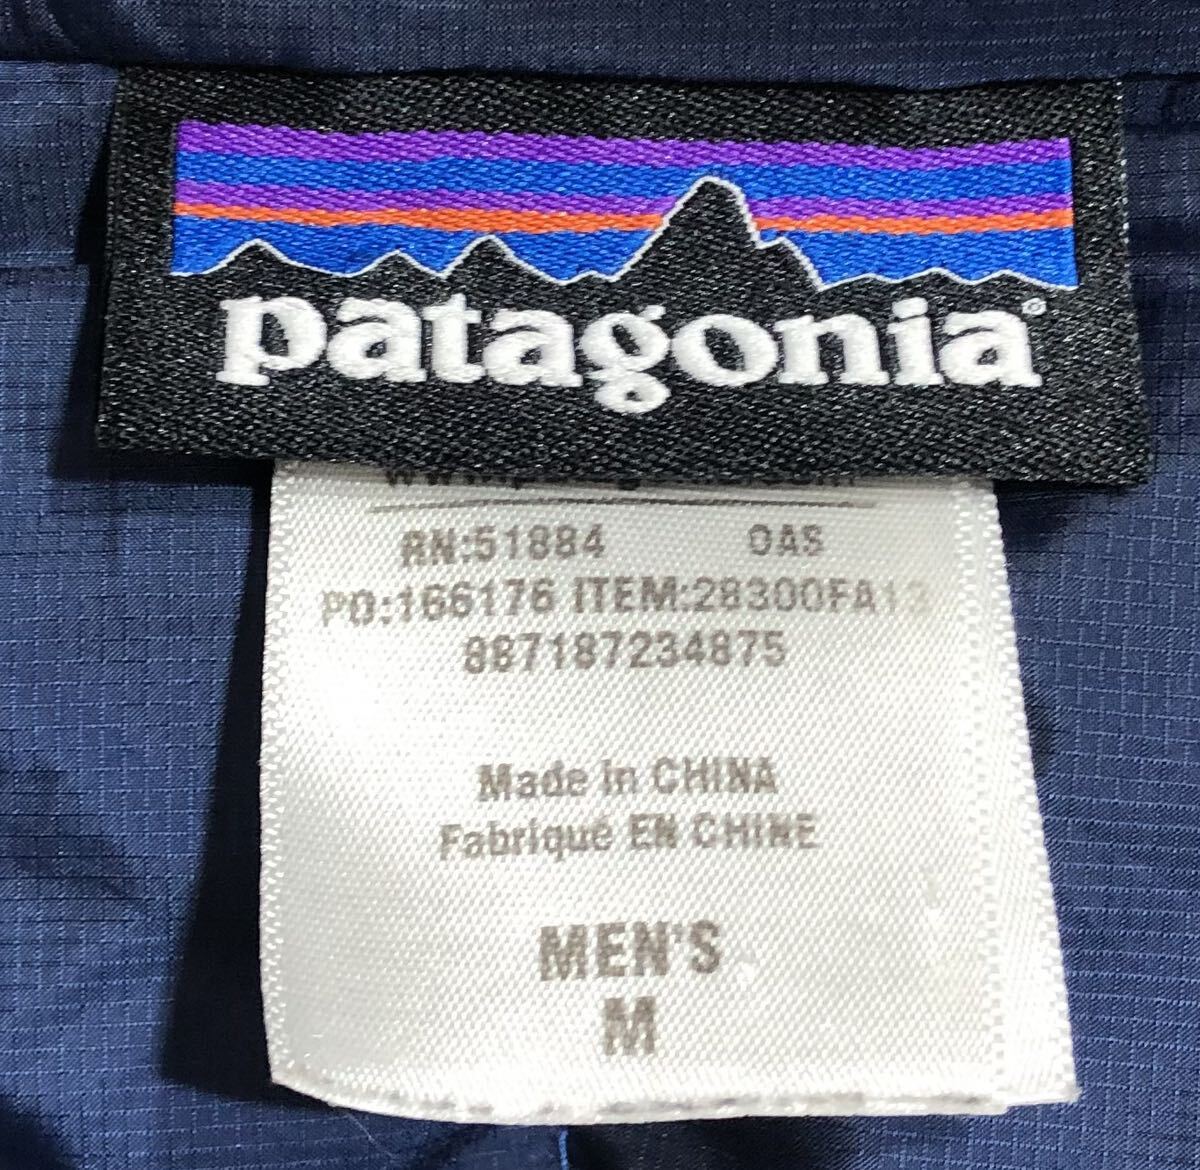 patagonia®
RN:51884 OAS
PO:166176 ITEM:28300FA13
887187234875
Made in CHINA
Fabriqué EN CHINE
MEN'S
M